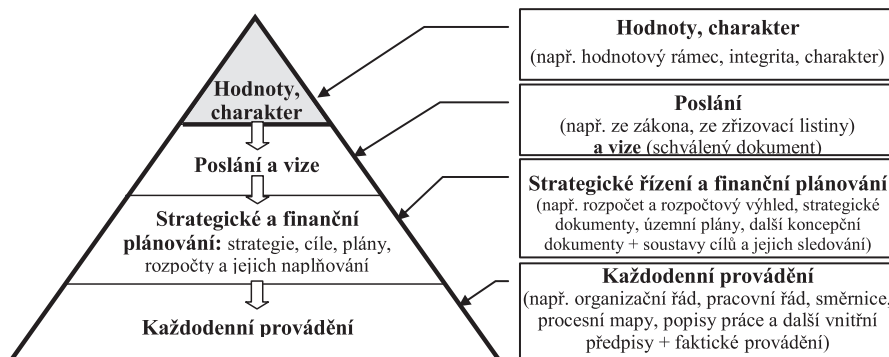 Hodnoty,
charakter
Poslání a vize
Strategické a finanční
plánování: strategie, cíle, plány,
rozpočty a jejich naplňování
Každodenní provádění
Hodnoty, charakter
(např. hodnotový rámec, integrita, charakter)
Poslání
(např. ze zákona, ze zřizovací listiny)
a vize (schválený dokument)
Strategické řízení a finanční plánování
(např. rozpočet a rozpočtový výhled, strategické
dokumenty, územní plány, další koncepční
dokumenty + soustavy cílů a jejich sledování)
Každodenní provádění
(např. organizační řád, pracovní řád, směrnice,
procesní mapy, popisy práce a další vnitřní
předpisy + faktické provádění)